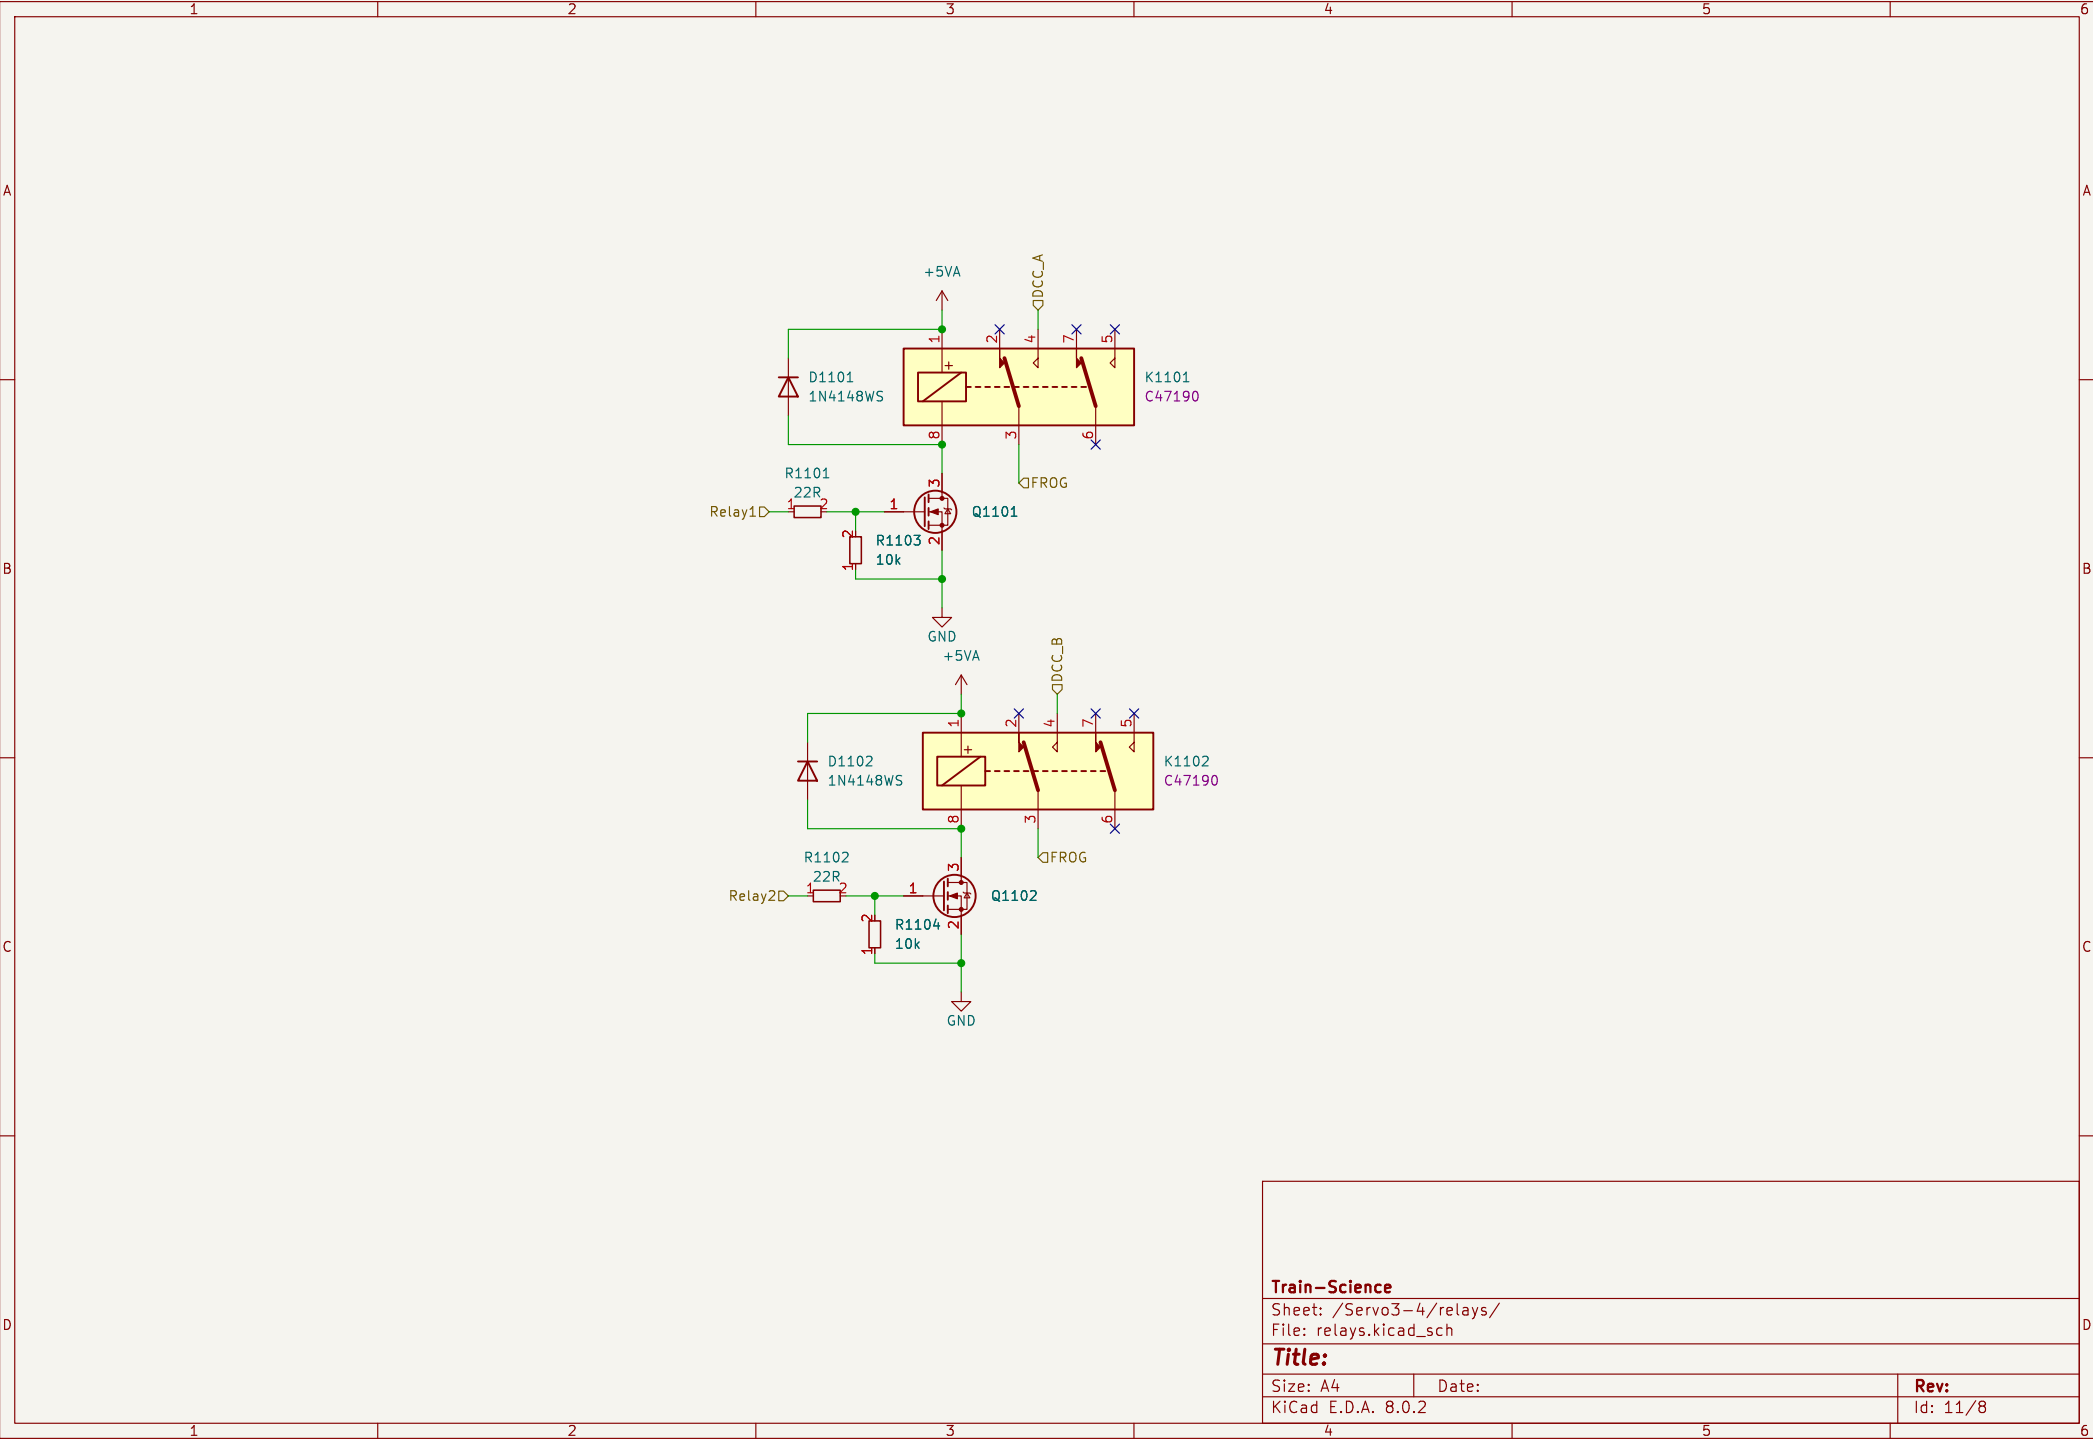 1 2 3 4 5 6
A A
+5VA
DCC_A
1 2 4 7 5
+
D1101
1N4148WS
K1101
C47190
8 3 6
R1101
22R
FROG
3
Relay1 1 2 1 Q1101
2 R1103 2
10k
1
B B
GND
+5VA
DCC_B
1 2 4 7 5
+
D1102
1N4148WS
K1102
C47190
8 3 6
R1102
22R
FROG
3
Relay2 1 2 1 Q1102
2 R1104 2
10k
1
C C
GND
Train-Science
Sheet: /Servo3-4/relays/
File: relays.kicad_sch
D D
Title:
Size: A4 Date: Rev:
KiCad E.D.A. 8.0.2 Id: 11/8
1 2 3 4 5 6